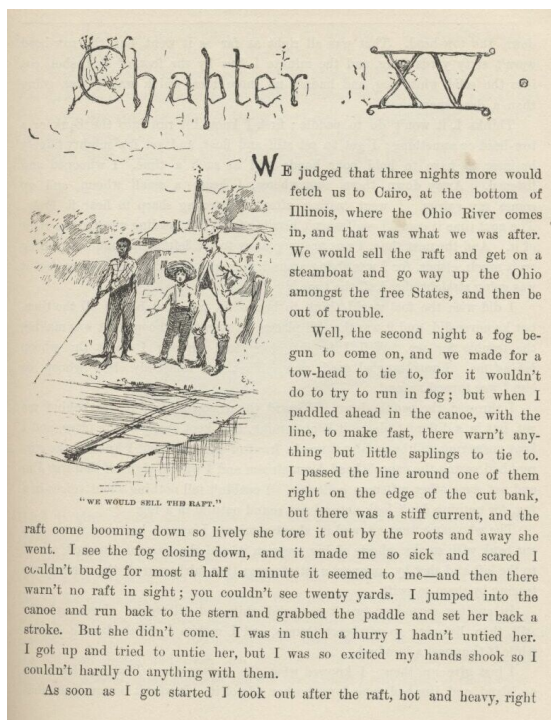 Chapter XV.
WE judged that three nights more would
fetch us to Cairo, at the bottom of
Illinois, where the Ohio River comes
in, and that was what we was after.
We would sell the raft and get on a
steamboat and go way up the Ohio
amongst the free States, and then be
out of trouble.
Well, the second night a fog be-
gun to come on, and we made for a
tow-head to tie to, for it wouldn't
do to try to run in fog; but when I
paddled ahead in the canoe, with the
line, to make fast, there warn't any-
thing but little saplings to tie to.
I passed the line around one of them
right on the edge of the cut bank,
but there was a stiff current, and the
"WE WOULD SELL THE RAFT."
raft come booming down so lively she tore it out by the roots and away she
went. I see the fog closing down, and it made me so sick and scared I
couldn't budge for most a half a minute it seemed to me—and then there
warn't no raft in sight; you couldn't see twenty yards. I jumped into the
canoe and run back to the stern and grabbed the paddle and set her back a
stroke. But she didn't come. I was in such a hurry I hadn't untied her.
I got up and tried to untie her, but I was so excited my hands shook so I
couldn't hardly do anything with them.
As soon as I got started I took out after the raft, hot and heavy, right